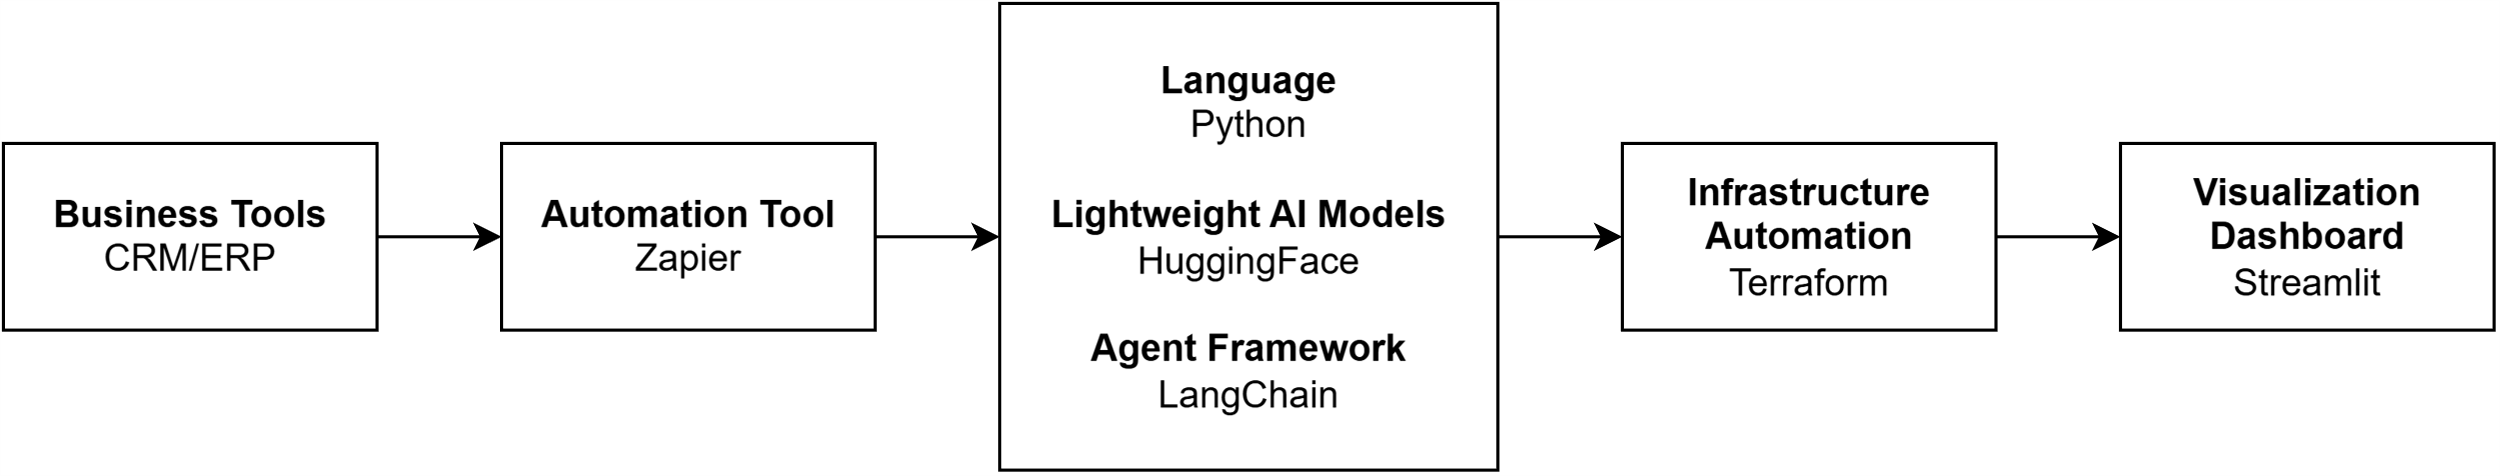 Business Tools
CRM/ERP
Automation Tool
Zapier
Language
Python
Lightweight AI Models
HuggingFace
Agent Framework
LangChain
Infrastructure
Automation
Terraform
Visualization
Dashboard
Streamlit